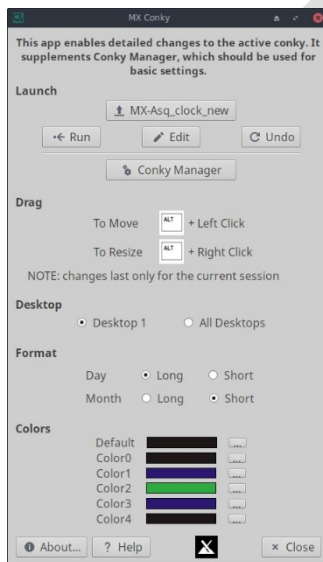 MX Conky
This app enables detailed changes to the active conky. It
supplements Conky Manager, which should be used for
basic settings.
Launch
MX-Asq_clock_new
Run Edit Undo
Conky Manager
Drag
To Move ALT + Left Click
To Resize ALT + Right Click
NOTE: changes last only for the current session
Desktop
Desktop 1 All Desktops
Format
Day Long Short
Month Long Short
Colors
Default ...
Color0 ...
Color1 ...
Color2 ...
Color3 ...
Color4 ...
About... ? Help X × Close